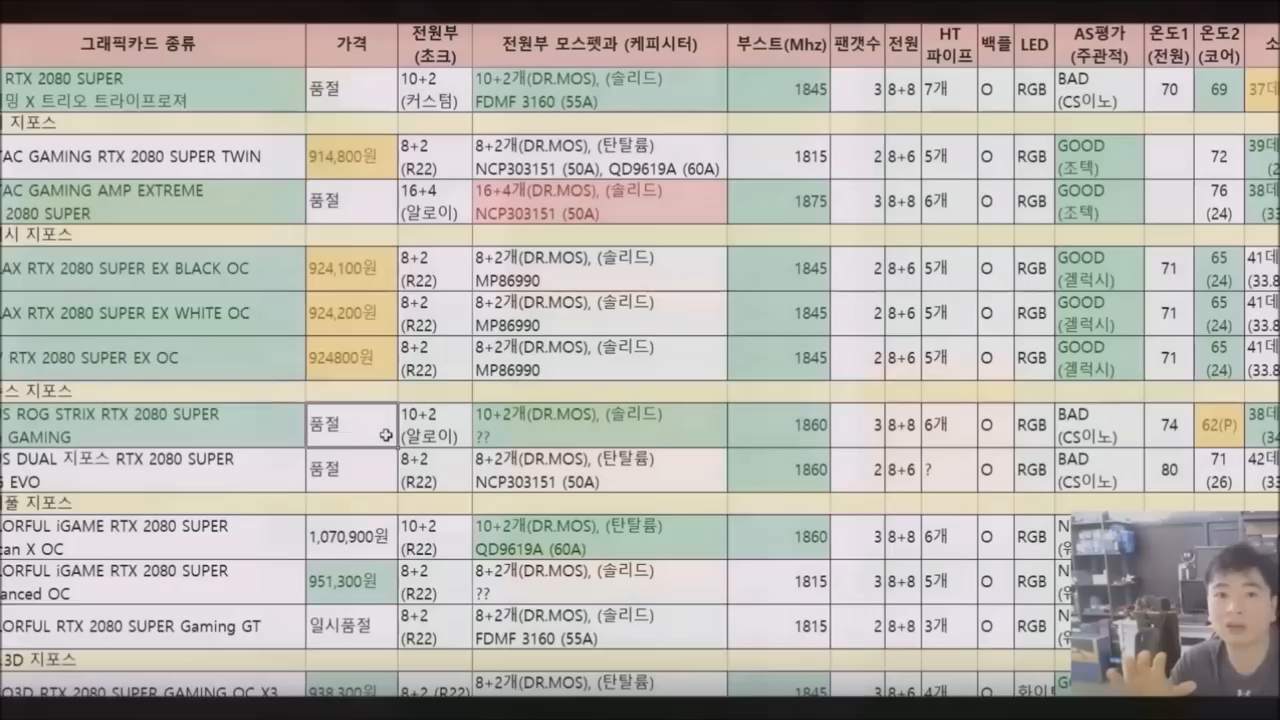 그래픽카드 종류 가격 전원부 (초크) 전원부 모스펫과 (케피시터) 부스트(Mhz) 팬갯수 전원 HT 파이프 백플 LED AS평가 (주관적) 온도1 (전원) 온도2 (코어) 소
RTX 2080 SUPER 품절 10+2 10+2개(DR.MOS), (솔리드) 1845 3 8+8 7개 O RGB BAD 70 69 37데
밍 X 트리오 트라이프로져 (커스텀) FDMF 3160 (55A) (CS이노)
지포스
TAC GAMING RTX 2080 SUPER TWIN 914,800원 8+2 8+2개(DR.MOS), (탄탈륨) 1815 2 8+6 5개 O RGB GOOD 72 39데
(R22) NCP303151 (50A), QD9619A (60A) (조텍) (2
TAC GAMING AMP EXTREME 품절 16+4 16+4개(DR.MOS), (솔리드) 1875 3 8+8 6개 O RGB GOOD 76 38데
2080 SUPER (알로이) NCP303151 (50A) (조텍) (24) (33
시 지포스
AX RTX 2080 SUPER EX BLACK OC 924,100원 8+2 8+2개(DR.MOS), (솔리드) 1845 2 8+6 5개 O RGB GOOD 71 65 41데
(R22) MP86990 (겔럭시) (24) (33.8
AX RTX 2080 SUPER EX WHITE OC 924,200원 8+2 8+2개(DR.MOS), (솔리드) 1845 2 8+6 5개 O RGB GOOD 71 65 41데
(R22) MP86990 (겔럭시) (24) (33.8
RTX 2080 SUPER EX OC 924800원 8+2 8+2개(DR.MOS), (솔리드) 1845 2 8+6 5개 O RGB GOOD 71 65 41데
(R22) MP86990 (겔럭시) (24) (33.8
스 지포스
S ROG STRIX RTX 2080 SUPER 품절 10+2 10+2개(DR.MOS), (솔리드) 1860 3 8+8 6개 O RGB BAD 74 62(P) 38데
GAMING (알로이) ?? (CS이노) (34
S DUAL 지포스 RTX 2080 SUPER 품절 8+2 8+2개(DR.MOS), (탄탈륨) 1860 2 8+6 ? O RGB BAD 80 71 42데
EVO (R22) NCP303151 (50A) (CS이노) (26) (33
풀 지포스
ORFUL iGAME RTX 2080 SUPER 1,070,900원 10+2 10+2개(DR.MOS), (탄탈륨) 1860 3 8+8 6개 O RGB N
can X OC (R22) QD9619A (60A)
ORFUL iGAME RTX 2080 SUPER 951,300원 8+2 8+2개(DR.MOS), (솔리드) 1815 3 8+8 5개 O RGB N
anced OC (R22) ??
ORFUL RTX 2080 SUPER Gaming GT 일시품절 8+2 8+2개(DR.MOS), (솔리드) 1815 2 8+8 3개 O RGB N
(R22) FDMF 3160 (55A)
3D 지포스
O3D RTX 2080 SUPER GAMING OC X3 938,300원 8+2 (R22) 8+2개(DR.MOS), (탄탈륨) 1845 3 8+6 4개 O 화이트